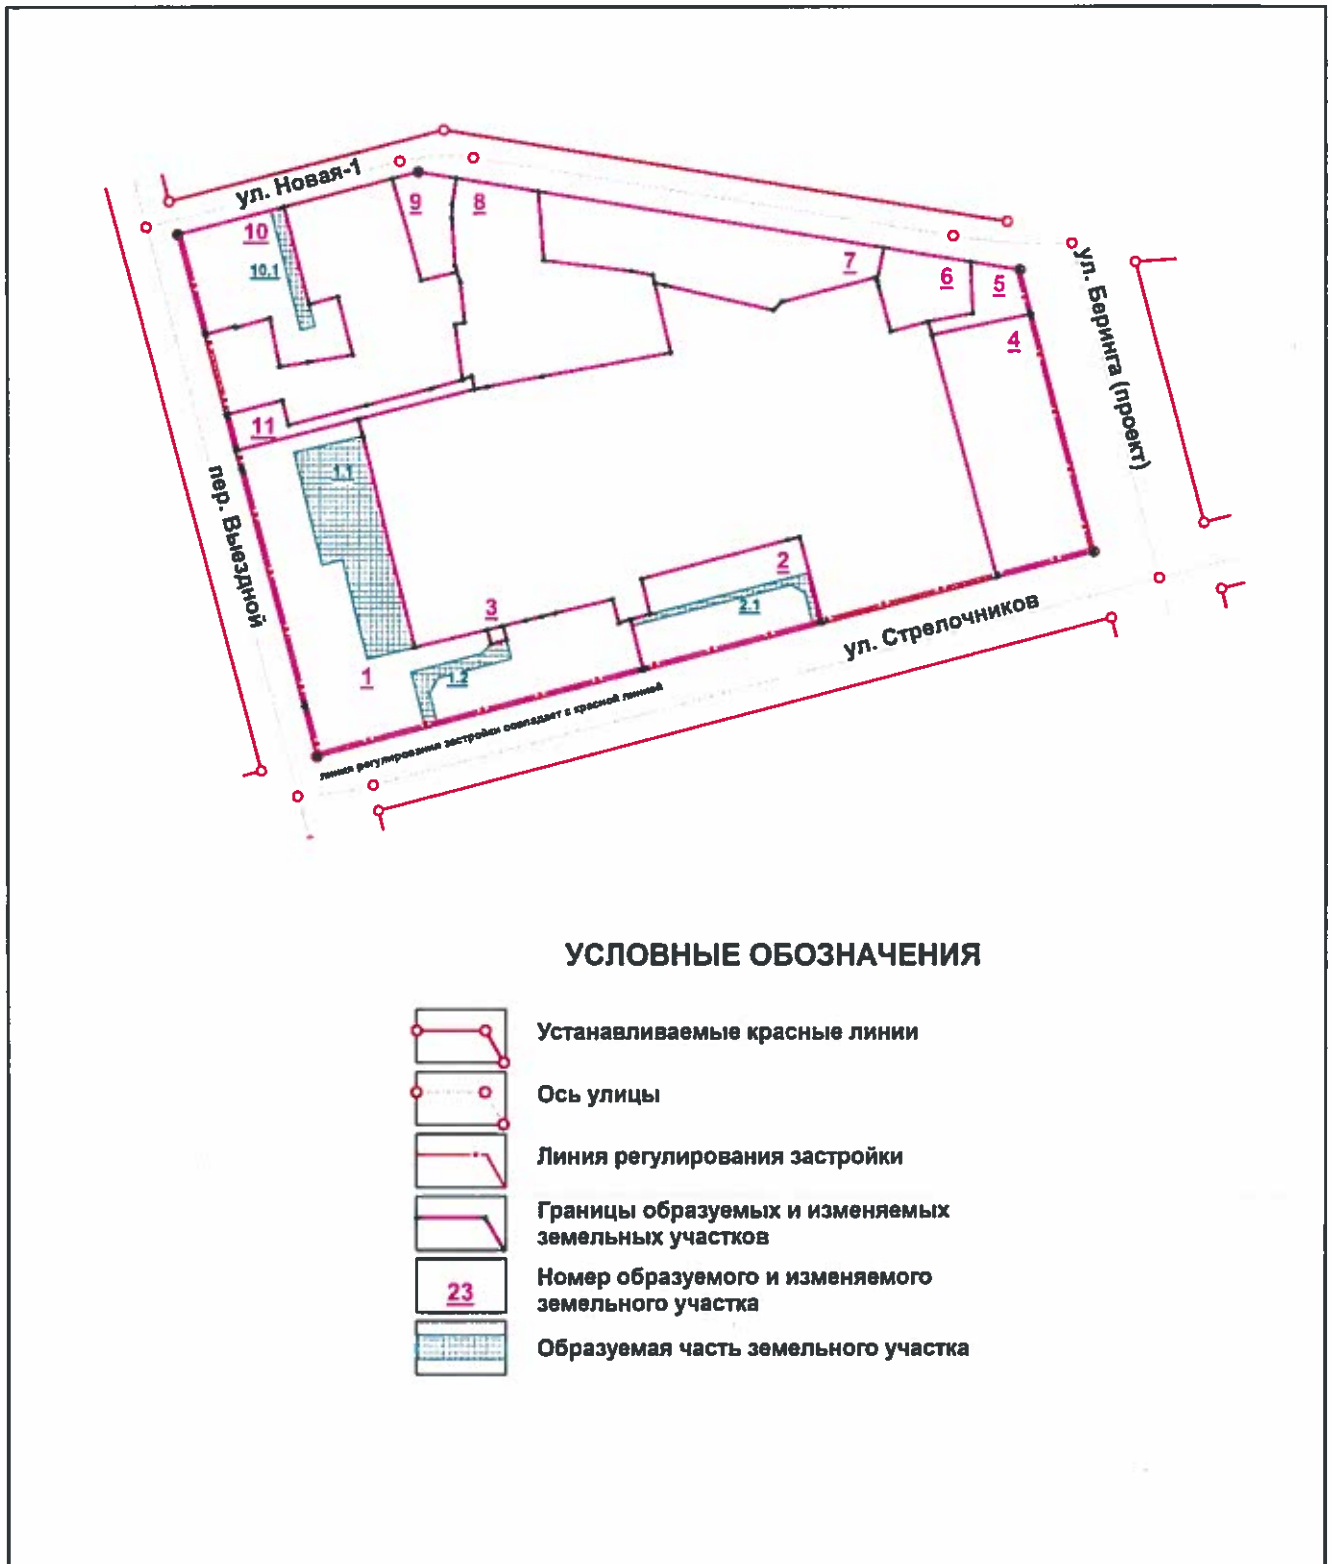 ул. Новая-1
9
8
10
10.1
7
6
5
ул. Беринга (проект)
4
11
1.1
пер. Выездной
2
2.1
3
ул. Стрелочников
1
1.2
линия регулирования застройки совпадает с красной линией
УСЛОВНЫЕ ОБОЗНАЧЕНИЯ
Устанавливаемые красные линии
Ось улицы
Линия регулирования застройки
Границы образуемых и изменяемых
земельных участков
23
Номер образуемого и изменяемого
земельного участка
Образуемая часть земельного участка